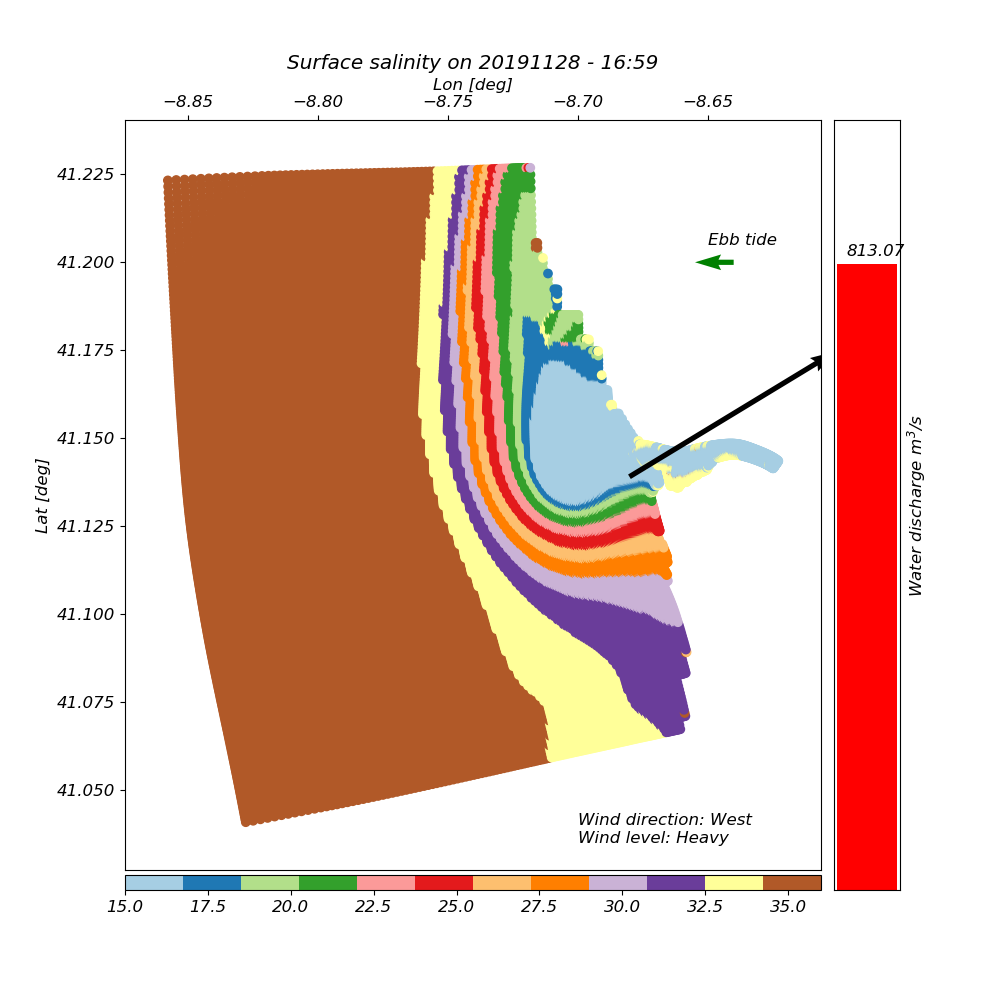 Surface salinity on 20191128 - 16:59
Lon [deg]
−8.85 −8.80 −8.75 −8.70 −8.65
41.225
41.200
41.175
41.150
41.125
41.100
41.075
41.050
Lat [deg]
Ebb tide
813.07
Water discharge m³/s
Wind direction: West
Wind level: Heavy
15.0 17.5 20.0 22.5 25.0 27.5 30.0 32.5 35.0